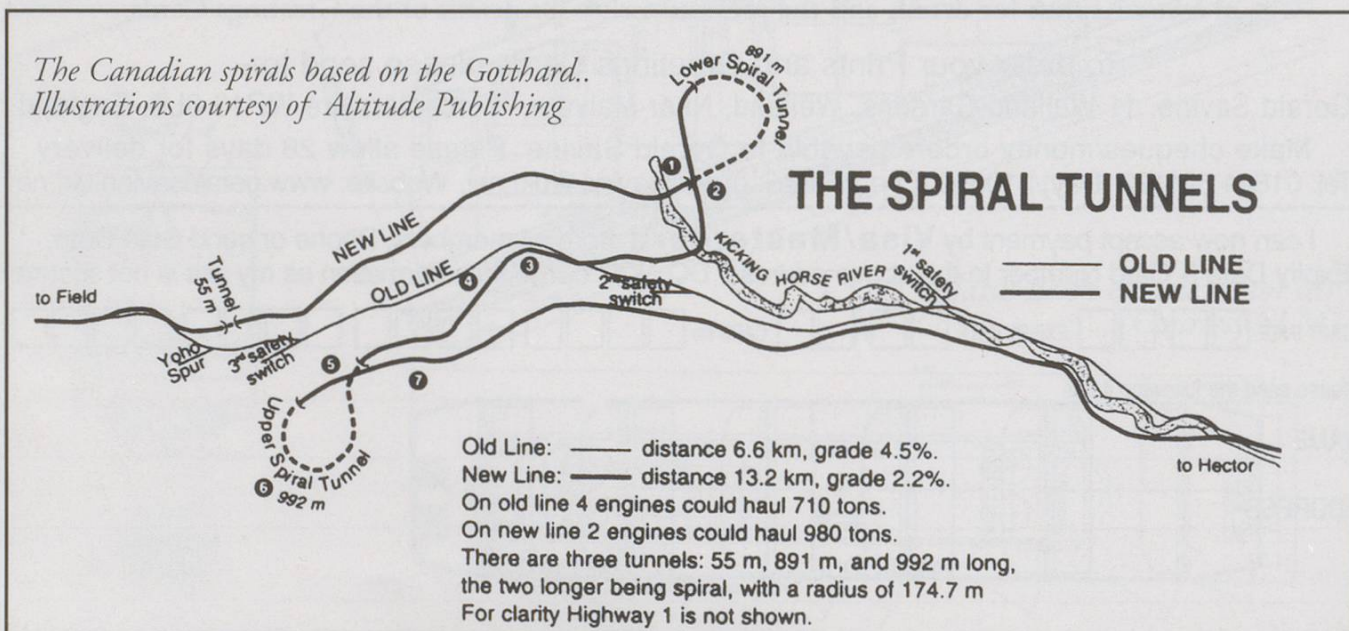 The Canadian spirals based on the Gotthard..
Illustrations courtesy of Altitude Publishing
891 m
Lower Spiral Tunnel
1
2
THE SPIRAL TUNNELS
OLD LINE
NEW LINE
NEW LINE
OLD LINE
KICKING HORSE RIVER
1st safety
switch
2nd safety
switch
3
4
to Field
Tunnel
55 m
Yoho
Spur
3rd safety
switch
5
7
Upper Spiral Tunnel
6 992 m
to Hector
Old Line: distance 6.6 km, grade 4.5%.
New Line: distance 13.2 km, grade 2.2%.
On old line 4 engines could haul 710 tons.
On new line 2 engines could haul 980 tons.
There are three tunnels: 55 m, 891 m, and 992 m long,
the two longer being spiral, with a radius of 174.7 m
For clarity Highway 1 is not shown.